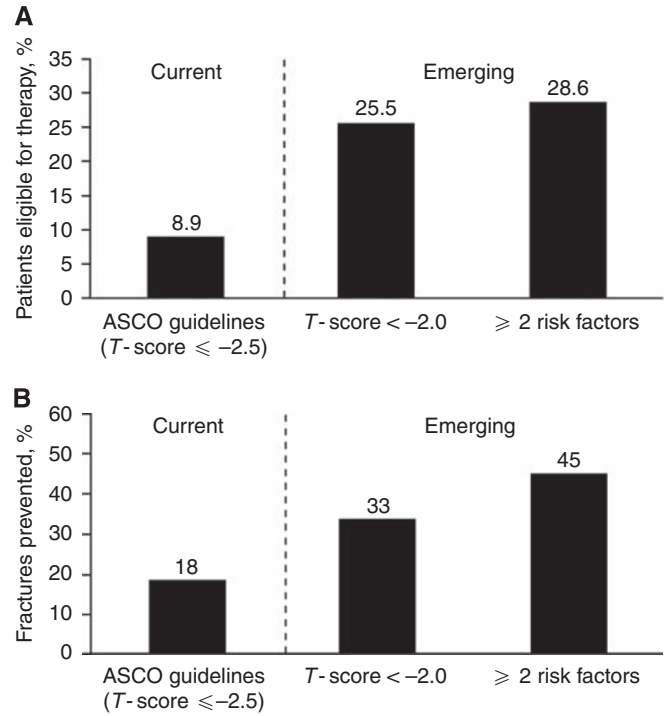 A
Patients eligible for therapy, %
35
30
25
20
15
10
5
0
Current
Emerging
8.9
25.5
28.6
ASCO guidelines
(T- score ⩽ –2.5)
T- score < –2.0
⩾ 2 risk factors
B
Fractures prevented, %
60
50
40
30
20
10
0
Current
Emerging
18
33
45
ASCO guidelines
(T- score ⩽–2.5)
T- score < –2.0
⩾ 2 risk factors